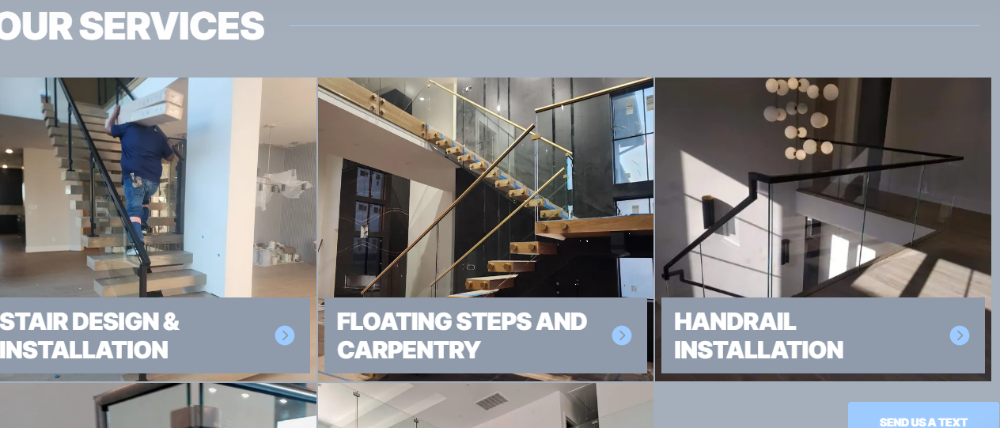 OUR SERVICES
STAIR DESIGN &
INSTALLATION
FLOATING STEPS AND
CARPENTRY
HANDRAIL
INSTALLATION
SEND US A TEXT